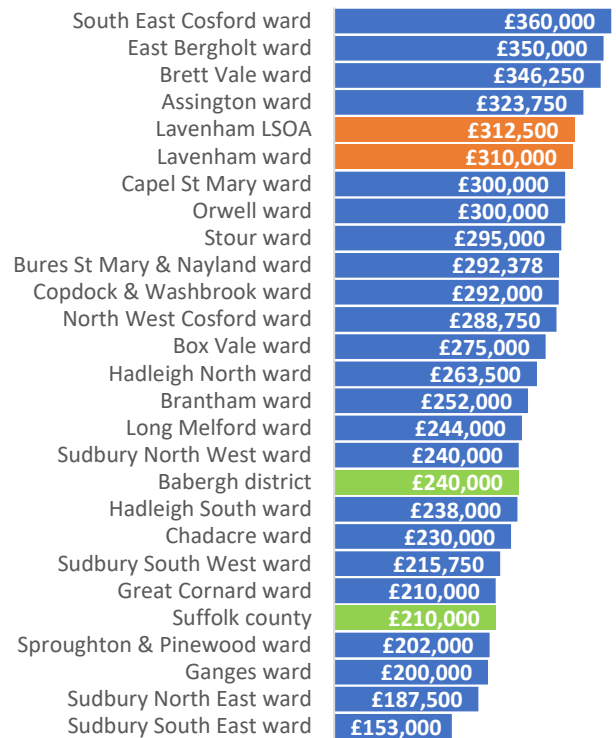 South East Cosford ward £360,000
East Bergholt ward £350,000
Brett Vale ward £346,250
Assington ward £323,750
Lavenham LSOA £312,500
Lavenham ward £310,000
Capel St Mary ward £300,000
Orwell ward £300,000
Stour ward £295,000
Bures St Mary & Nayland ward £292,378
Copdock & Washbrook ward £292,000
North West Cosford ward £288,750
Box Vale ward £275,000
Hadleigh North ward £263,500
Brantham ward £252,000
Long Melford ward £244,000
Sudbury North West ward £240,000
Babergh district £240,000
Hadleigh South ward £238,000
Chadacre ward £230,000
Sudbury South West ward £215,750
Great Cornard ward £210,000
Suffolk county £210,000
Sproughton & Pinewood ward £202,000
Ganges ward £200,000
Sudbury North East ward £187,500
Sudbury South East ward £153,000